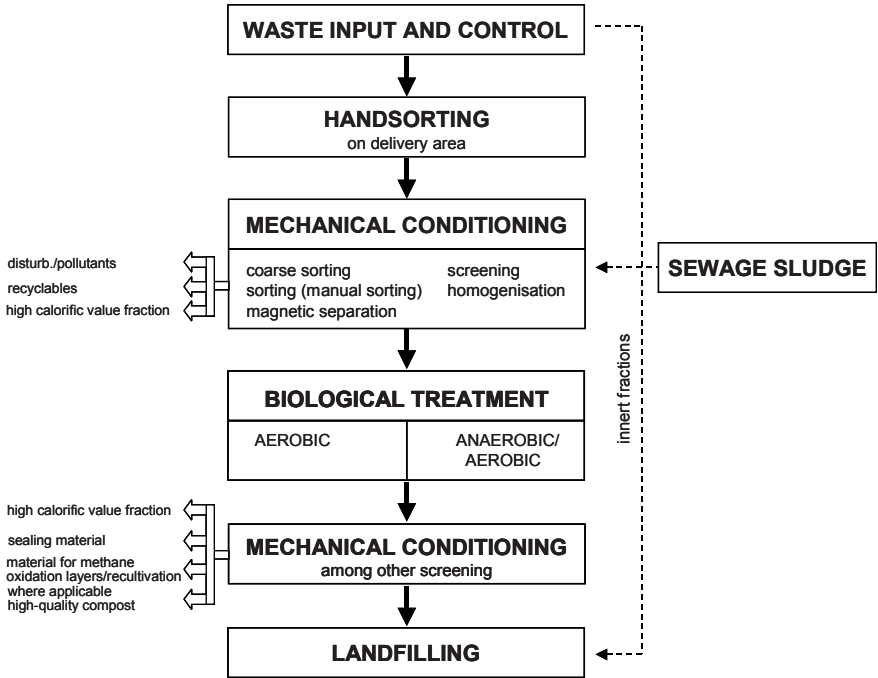 WASTE INPUT AND CONTROL
HANDSORTING
on delivery area
MECHANICAL CONDITIONING
coarse sorting screening
sorting (manual sorting) homogenisation
magnetic separation
disturb./pollutants
recyclables
high calorific value fraction
SEWAGE SLUDGE
innert fractions
BIOLOGICAL TREATMENT
AEROBIC
ANAEROBIC/
AEROBIC
high calorific value fraction
sealing material
material for methane
oxidation layers/recultivation
where applicable
high-quality compost
MECHANICAL CONDITIONING
among other screening
LANDFILLING